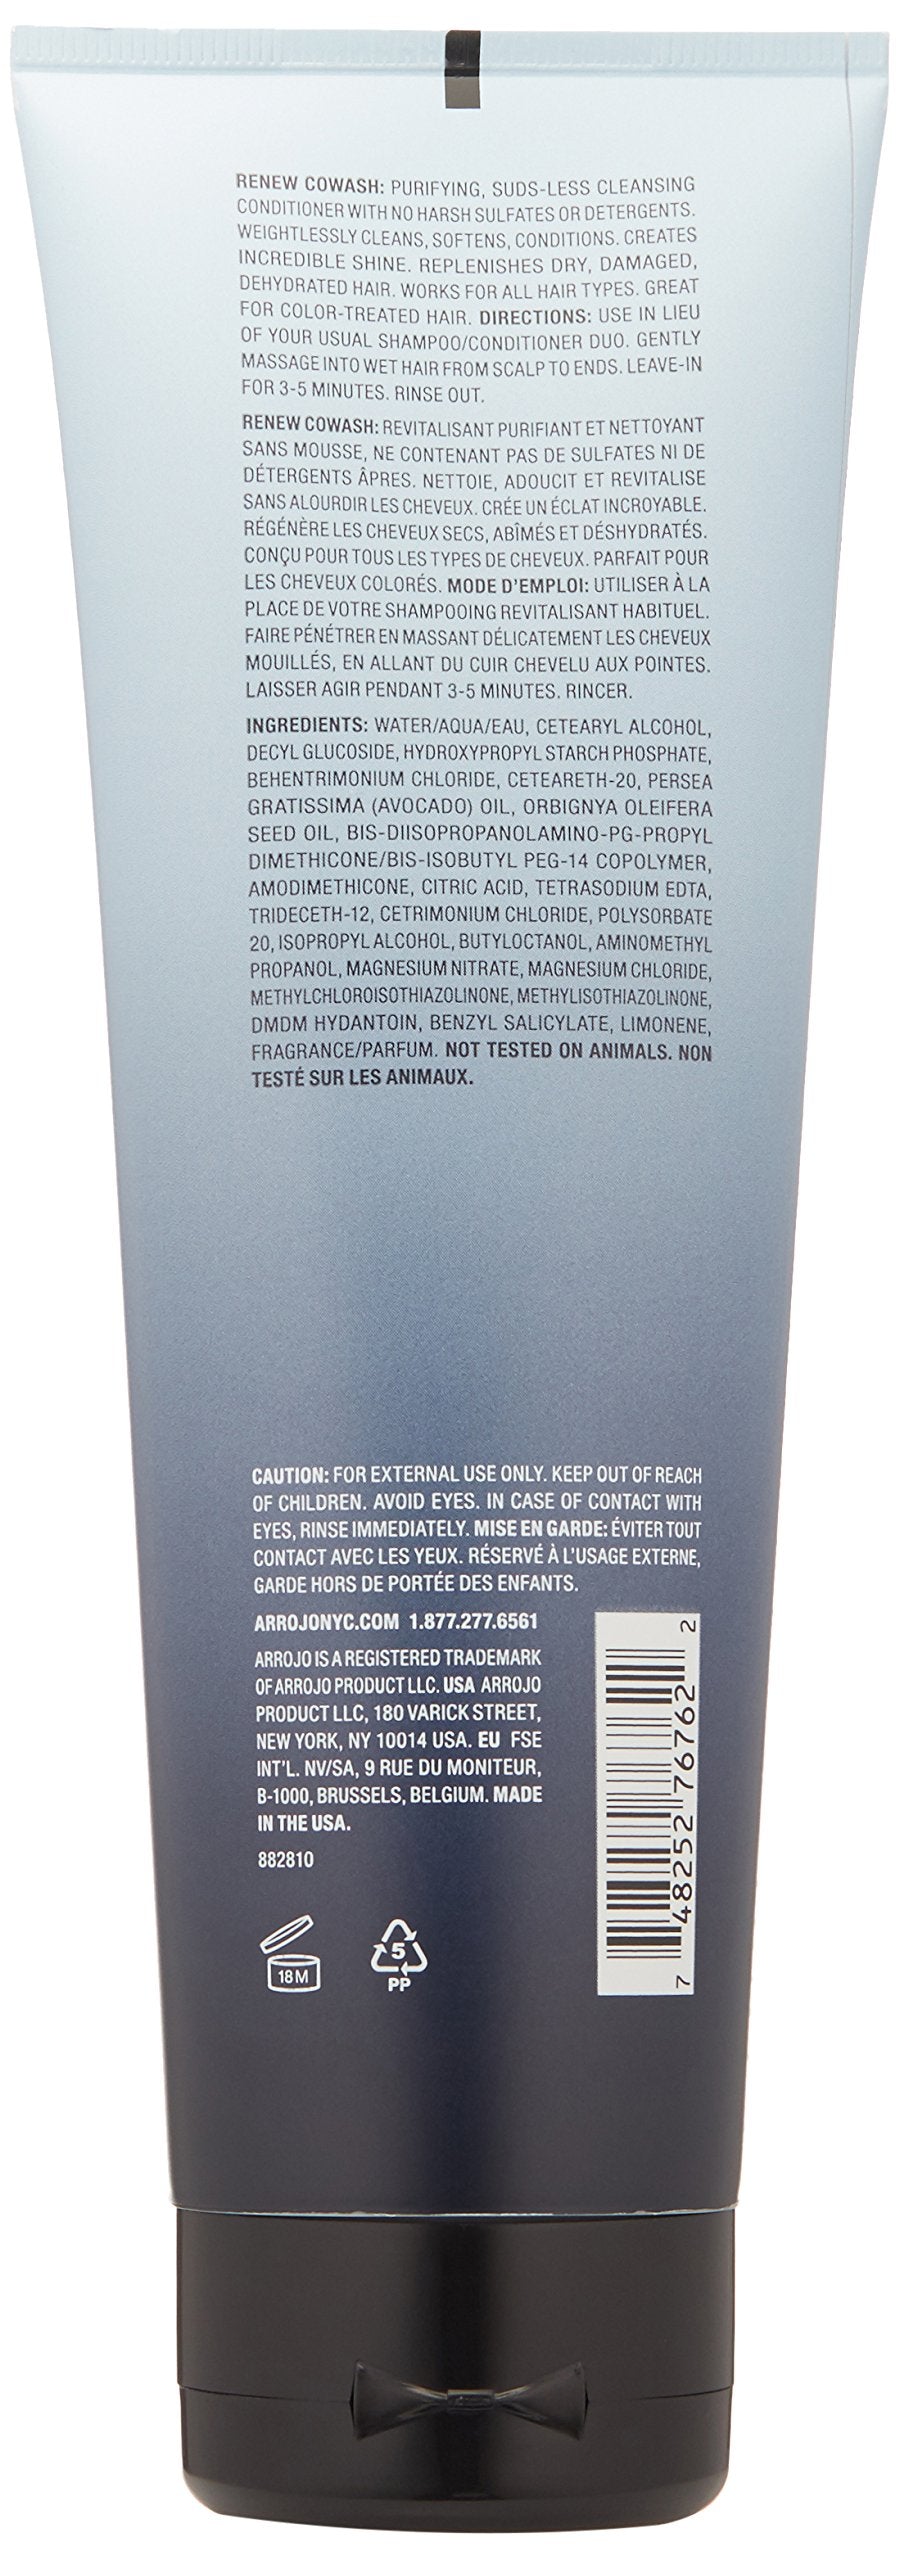 RENEW COWASH: PURIFYING, SUDS-LESS CLEANSING
CONDITIONER WITH NO HARSH SULFATES OR DETERGENTS.
WEIGHTLESSLY CLEANS, SOFTENS, CONDITIONS. CREATES
INCREDIBLE SHINE. REPLENISHES DRY, DAMAGED,
DEHYDRATED HAIR. WORKS FOR ALL HAIR TYPES. GREAT
FOR COLOR-TREATED HAIR. DIRECTIONS: USE IN LIEU
OF YOUR USUAL SHAMPOO/CONDITIONER DUO. GENTLY
MASSAGE INTO WET HAIR FROM SCALP TO ENDS. LEAVE-IN
FOR 3-5 MINUTES. RINSE OUT.
RENEW COWASH: REVITALISANT PURIFIANT ET NETTOYANT
SANS MOUSSE, NE CONTENANT PAS DE SULFATES NI DE
DÉTERGENTS ÂPRES. NETTOIE, ADOUCIT ET REVITALISE
SANS ALOURDIR LES CHEVEUX. CRÉE UN ÉCLAT INCROYABLE.
RÉGÉNÈRE LES CHEVEUX SECS, ABÎMÉS ET DÉSHYDRATÉS.
CONÇU POUR TOUS LES TYPES DE CHEVEUX. PARFAIT POUR
LES CHEVEUX COLORÉS. MODE D'EMPLOI: UTILISER À LA
PLACE DE VOTRE SHAMPOOING REVITALISANT HABITUEL.
FAIRE PÉNÉTRER EN MASSANT DÉLICATEMENT LES CHEVEUX
MOUILLÉS, EN ALLANT DU CUIR CHEVELU AUX POINTES.
LAISSER AGIR PENDANT 3-5 MINUTES. RINCER.
INGREDIENTS: WATER/AQUA/EAU, CETEARYL ALCOHOL,
DECYL GLUCOSIDE, HYDROXYPROPYL STARCH PHOSPHATE,
BEHENTRIMONIUM CHLORIDE, CETEARETH-20, PERSEA
GRATISSIMA (AVOCADO) OIL, ORBIGNYA OLEIFERA
SEED OIL, BIS-DIISOPROPANOLAMINO-PG-PROPYL
DIMETHICONE/BIS-ISOBUTYL PEG-14 COPOLYMER,
AMODIMETHICONE, CITRIC ACID, TETRASODIUM EDTA,
TRIDECETH-12, CETRIMONIUM CHLORIDE, POLYSORBATE
20, ISOPROPYL ALCOHOL, BUTYLOCTANOL, AMINOMETHYL
PROPANOL, MAGNESIUM NITRATE, MAGNESIUM CHLORIDE,
METHYLCHLOROISOTHIAZOLINONE, METHYLISOTHIAZOLINONE,
DMDM HYDANTOIN, BENZYL SALICYLATE, LIMONENE,
FRAGRANCE/PARFUM. NOT TESTED ON ANIMALS. NON
TESTÉ SUR LES ANIMAUX.
CAUTION: FOR EXTERNAL USE ONLY. KEEP OUT OF REACH
OF CHILDREN. AVOID EYES. IN CASE OF CONTACT WITH
EYES, RINSE IMMEDIATELY. MISE EN GARDE: ÉVITER TOUT
CONTACT AVEC LES YEUX. RÉSERVÉ À L'USAGE EXTERNE,
GARDE HORS DE PORTÉE DES ENFANTS.
ARROJONYC.COM 1.877.277.6561
ARROJO IS A REGISTERED TRADEMARK
OF ARROJO PRODUCT LLC. USA ARROJO
PRODUCT LLC, 180 VARICK STREET,
NEW YORK, NY 10014 USA. EU FSE
INT'L. NV/SA, 9 RUE DU MONITEUR,
B-1000, BRUSSELS, BELGIUM. MADE
IN THE USA.
882810
18M
5
PP
7 48252 76762 2